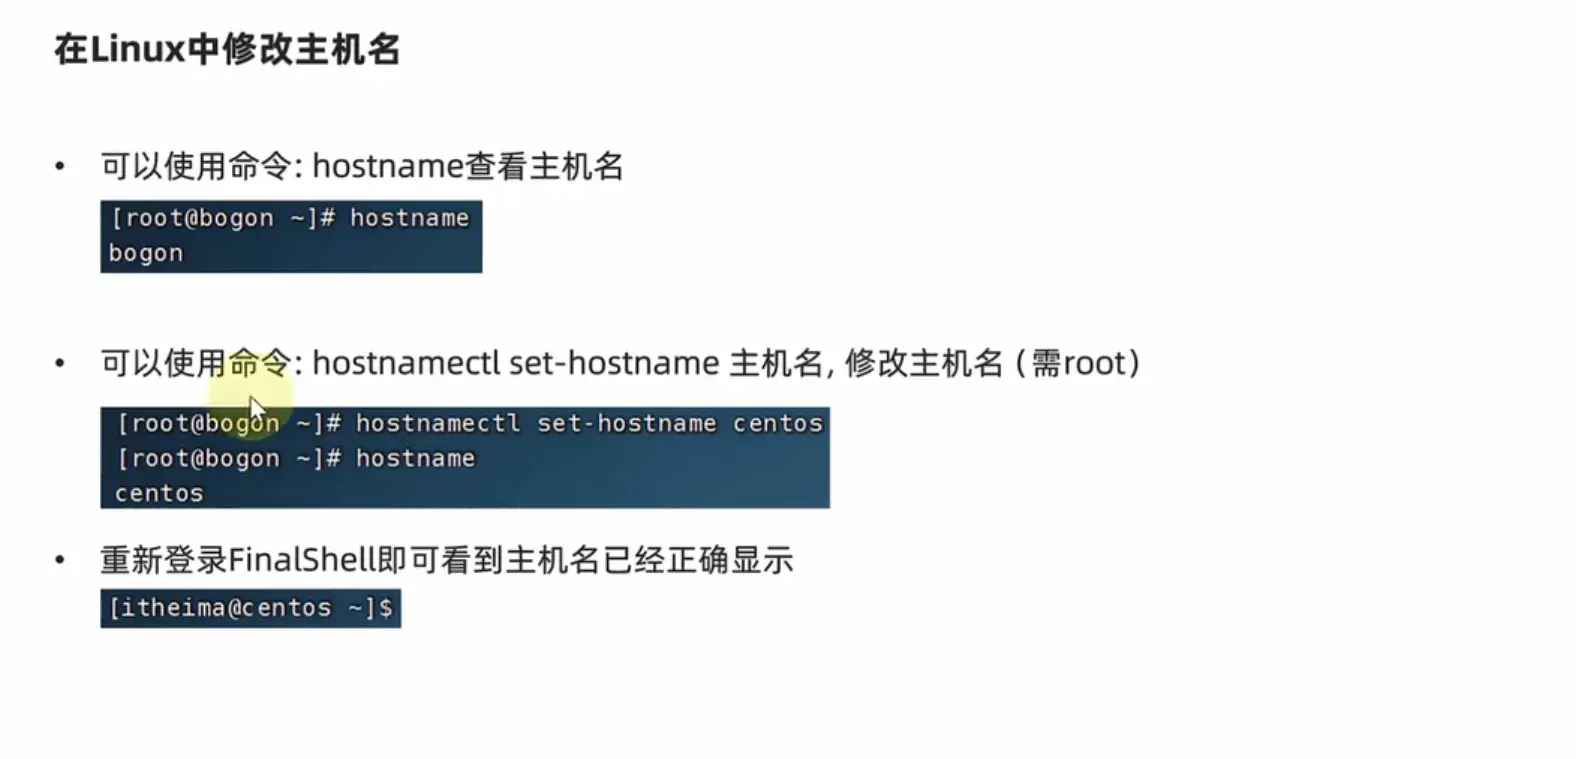 在Linux中修改主机名
• 可以使用命令: hostname查看主机名
[root@bogon ~]# hostname
bogon
• 可以使用命令: hostnamectl set-hostname 主机名, 修改主机名（需root）
[root@bogon ~]# hostnamectl set-hostname centos
[root@bogon ~]# hostname
centos
• 重新登录FinalShell即可看到主机名已经正确显示
[itheima@centos ~]$